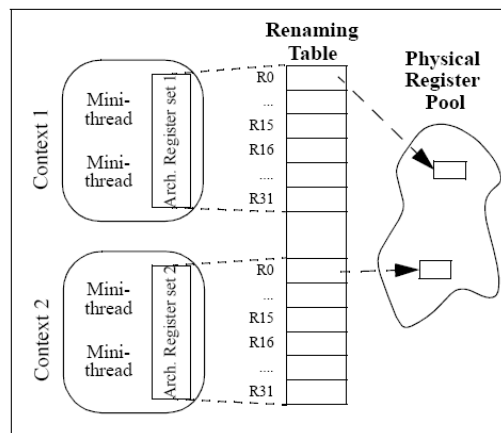 Renaming
Table
Physical
Register
Pool
Context 1
Mini-
thread
Mini-
thread
Arch. Register set 1
R0
...
R15
R16
....
R31
Context 2
Mini-
thread
Mini-
thread
Arch. Register set 2
R0
...
R15
R16
....
R31